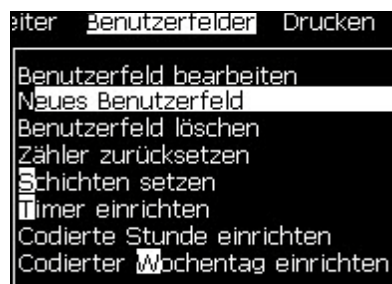 eiter Benutzerfelder Drucken
Benutzerfeld bearbeiten
Neues Benutzerfeld
Benutzerfeld löschen
Zähler zurücksetzen
Schichten setzen
Timer einrichten
Codierte Stunde einrichten
Codierter Wochentag einrichten